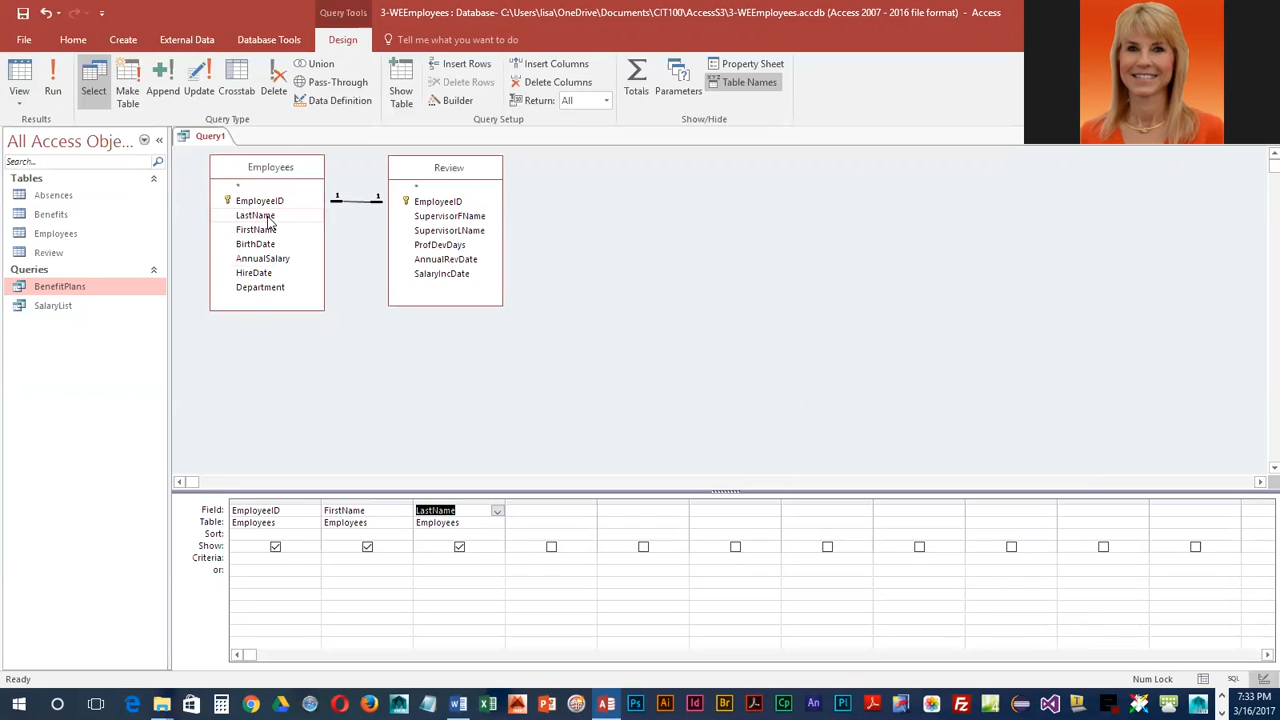 Query Tools
3-WEEmployees : Database- C:\Users\lisa\OneDrive\Documents\CIT100\AccessS3\3-WEEmployees.accdb (Access 2007 - 2016 file format) - Access
File Home Create External Data Database Tools Design Tell me what you want to do
View
Run
Results
Select
Make Table
Append
Update
Crosstab
Delete
Union
Pass-Through
Data Definition
Query Type
Show Table
Insert Rows
Delete Rows
Builder
Insert Columns
Delete Columns
Return: All
Query Setup
Totals
Parameters
Property Sheet
Table Names
Show/Hide
All Access Obje...
Search...
Tables
Absences
Benefits
Employees
Review
Queries
BenefitPlans
SalaryList
Query1
Employees
*
EmployeeID
LastName
FirstName
BirthDate
AnnualSalary
HireDate
Department
1 1
Review
*
EmployeeID
SupervisorFName
SupervisorLName
ProfDevDays
AnnualRevDate
SalaryIncDate
Field: EmployeeID FirstName LastName
Table: Employees Employees Employees
Sort:
Show:
Criteria:
or:
Ready
Num Lock
SQL
7:33 PM
3/16/2017